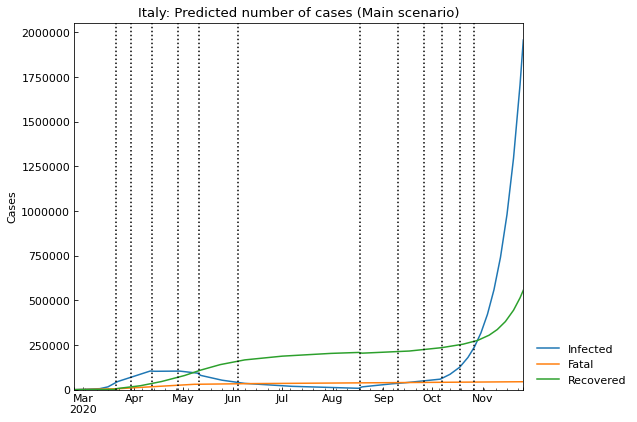 Italy: Predicted number of cases (Main scenario)
2000000
1750000
1500000
1250000
1000000
750000
500000
250000
0
Cases
Mar Apr May Jun Jul Aug Sep Oct Nov
2020
Infected
Fatal
Recovered